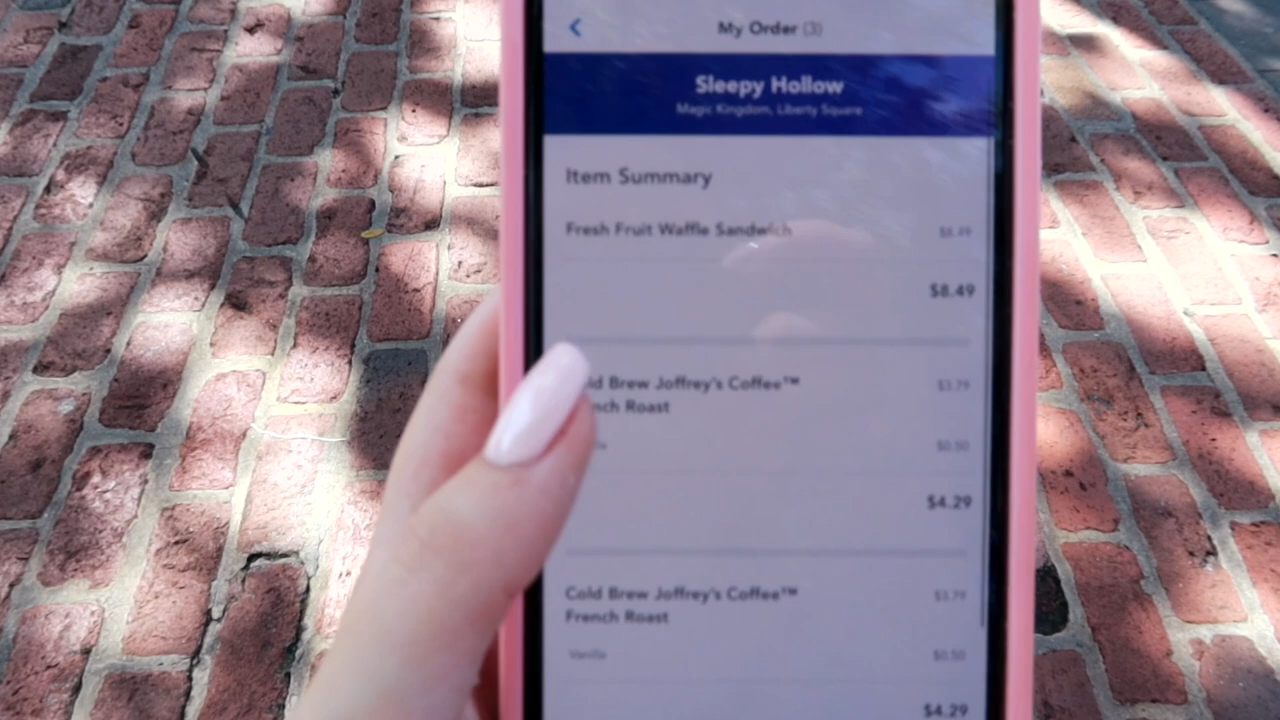 My Order (3)
Sleepy Hollow
Magic Kingdom, Liberty Square
Item Summary
Fresh Fruit Waffle Sandwich $8.49
$8.49
Brew Joffrey's Coffee™ $3.79
Roast
$0.50
$4.29
Cold Brew Joffrey's Coffee™ $3.79
French Roast
Vanilla $0.50
$4.29